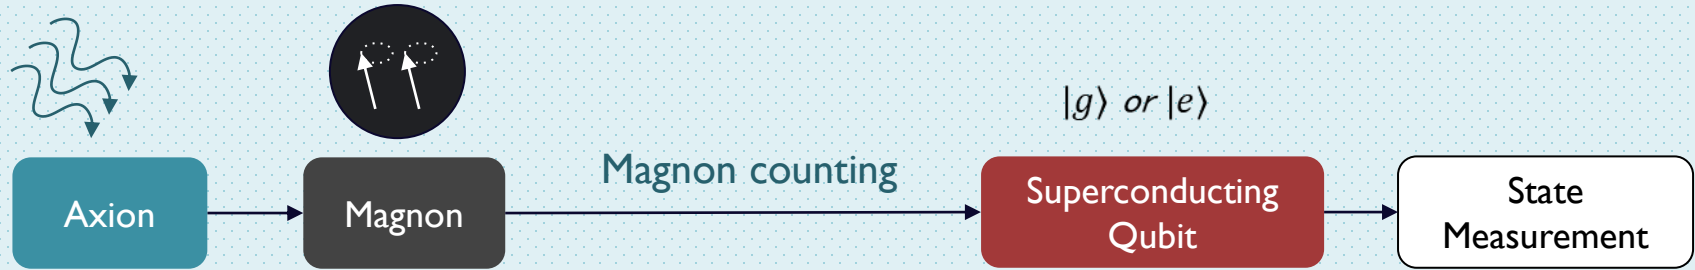 |g⟩ or |e⟩
Magnon counting
Axion
Magnon
Superconducting
Qubit
State
Measurement